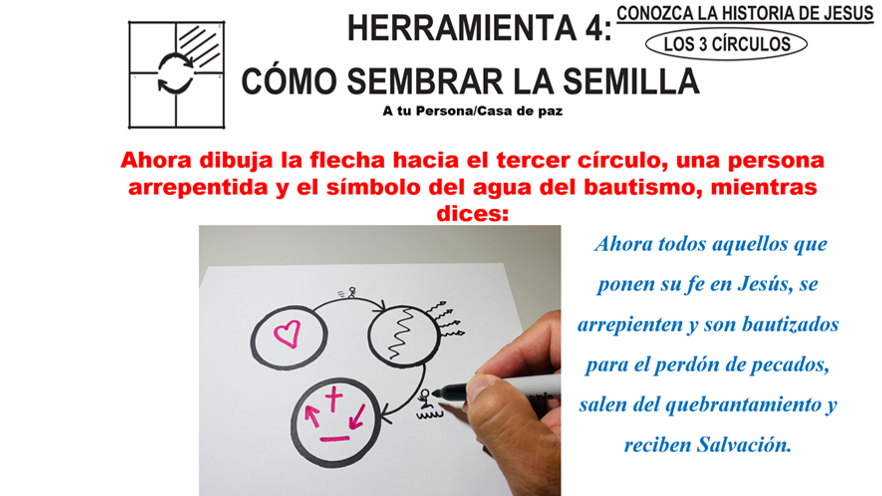 HERRAMIENTA 4:
CONOZCA LA HISTORIA DE JESUS
LOS 3 CÍRCULOS
CÓMO SEMBRAR LA SEMILLA
A tu Persona/Casa de paz
Ahora dibuja la flecha hacia el tercer círculo, una persona
arrepentida y el símbolo del agua del bautismo, mientras
dices:
Ahora todos aquellos que
ponen su fe en Jesús, se
arrepienten y son bautizados
para el perdón de pecados,
salen del quebrantamiento y
reciben Salvación.